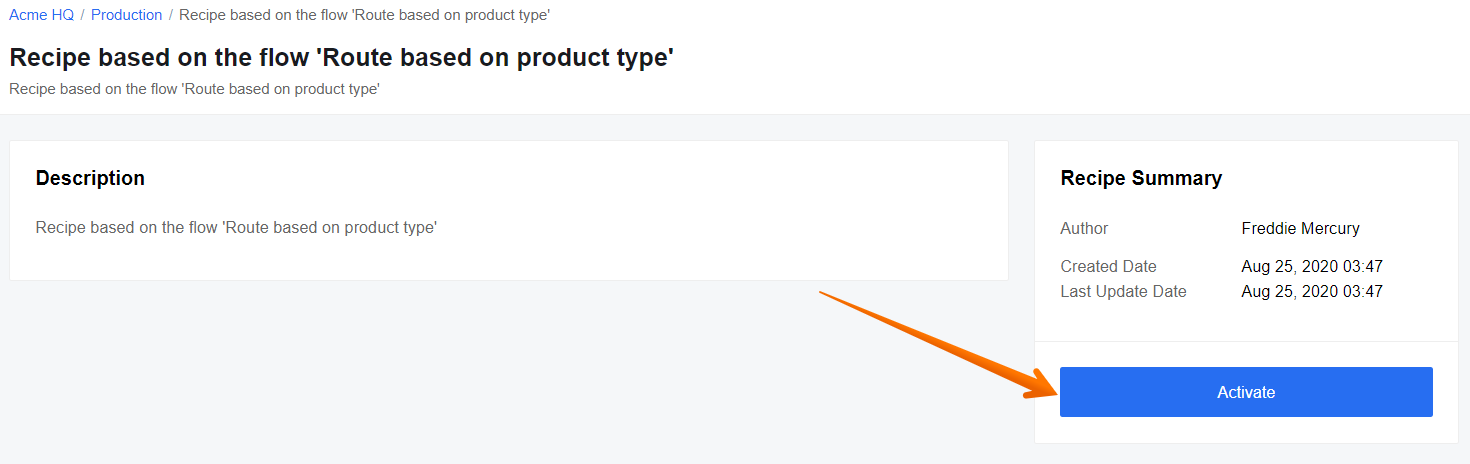 Acme HQ / Production / Recipe based on the flow 'Route based on product type'
Recipe based on the flow 'Route based on product type'
Recipe based on the flow 'Route based on product type'
Description
Recipe based on the flow 'Route based on product type'
Recipe Summary
Author Freddie Mercury
Created Date Aug 25, 2020 03:47
Last Update Date Aug 25, 2020 03:47
Activate